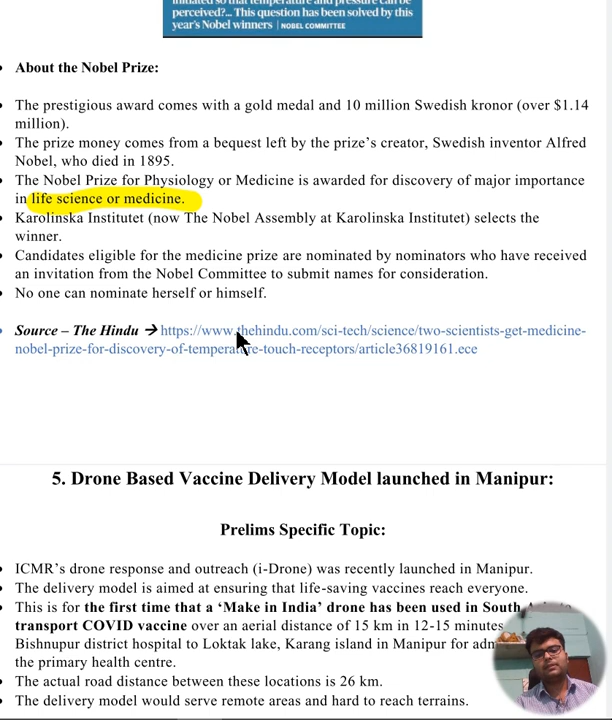 initiated so that temperature and pressure can be
perceived?... This question has been solved by this
year's Nobel winners | NOBEL COMMITTEE
• About the Nobel Prize:
• The prestigious award comes with a gold medal and 10 million Swedish kronor (over $1.14
million).
• The prize money comes from a bequest left by the prize's creator, Swedish inventor Alfred
Nobel, who died in 1895.
• The Nobel Prize for Physiology or Medicine is awarded for discovery of major importance
in life science or medicine.
• Karolinska Institutet (now The Nobel Assembly at Karolinska Institutet) selects the
winner.
• Candidates eligible for the medicine prize are nominated by nominators who have received
an invitation from the Nobel Committee to submit names for consideration.
• No one can nominate herself or himself.
• Source – The Hindu → https://www.thehindu.com/sci-tech/science/two-scientists-get-medicine-
nobel-prize-for-discovery-of-temperature-touch-receptors/article36819161.ece
5. Drone Based Vaccine Delivery Model launched in Manipur:
Prelims Specific Topic:
• ICMR's drone response and outreach (i-Drone) was recently launched in Manipur.
• The delivery model is aimed at ensuring that life-saving vaccines reach everyone.
• This is for the first time that a 'Make in India' drone has been used in South to
transport COVID vaccine over an aerial distance of 15 km in 12-15 minutes
Bishnupur district hospital to Loktak lake, Karang island in Manipur for
the primary health centre.
• The actual road distance between these locations is 26 km.
• The delivery model would serve remote areas and hard to reach terrains.